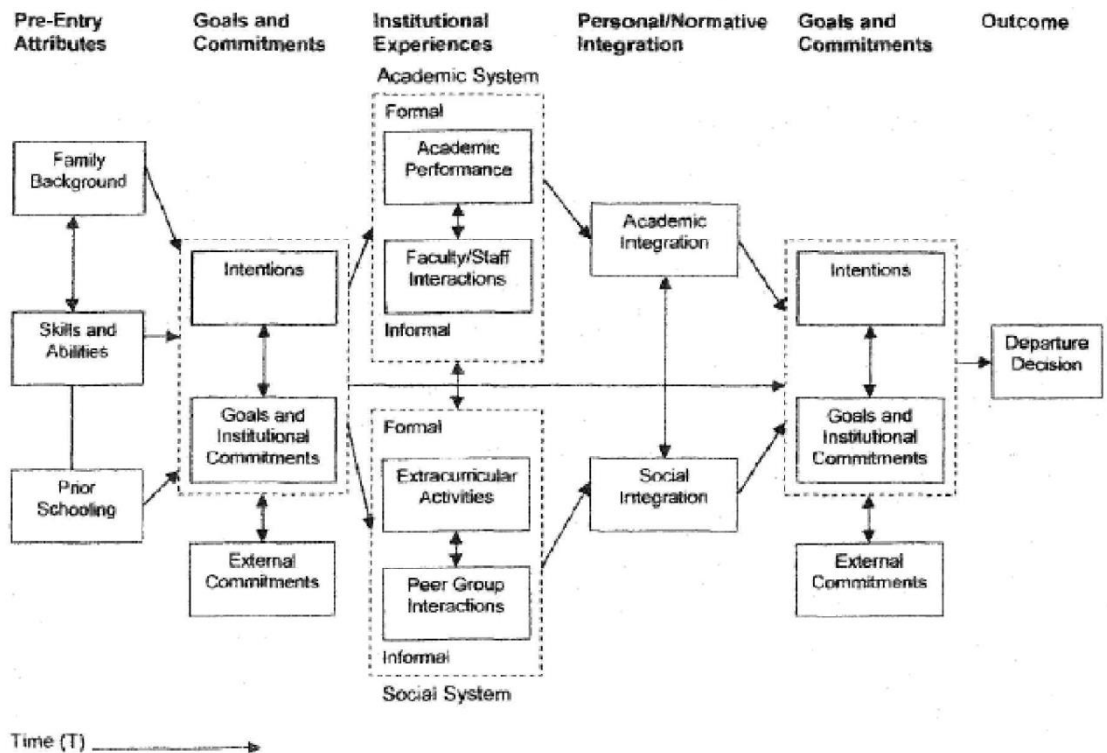 Pre-Entry
Attributes
Goals and
Commitments
Institutional
Experiences
Personal/Normative
Integration
Goals and
Commitments
Outcome
Academic System
Formal
Academic
Performance
Faculty/Staff
Interactions
Informal
Family
Background
Skills and
Abilities
Prior
Schooling
Intentions
Goals and
Institutional
Commitments
External
Commitments
Formal
Extracurricular
Activities
Peer Group
Interactions
Informal
Social System
Academic
Integration
Social
Integration
Intentions
Goals and
Institutional
Commitments
External
Commitments
Departure
Decision
Time (T)